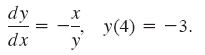 dy/dx = −x/y, y(4) = −3.